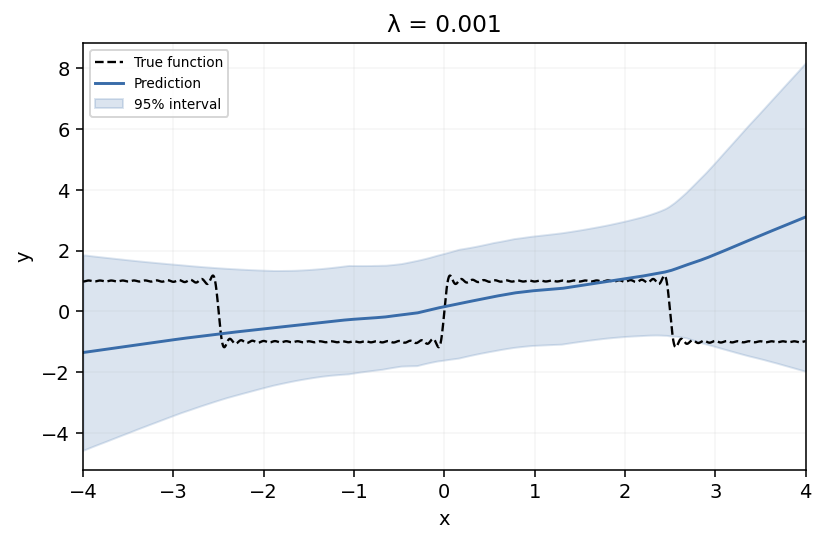 λ = 0.001
True function
Prediction
95% interval
y
8
6
4
2
0
−2
−4
−4 −3 −2 −1 0 1 2 3 4
x